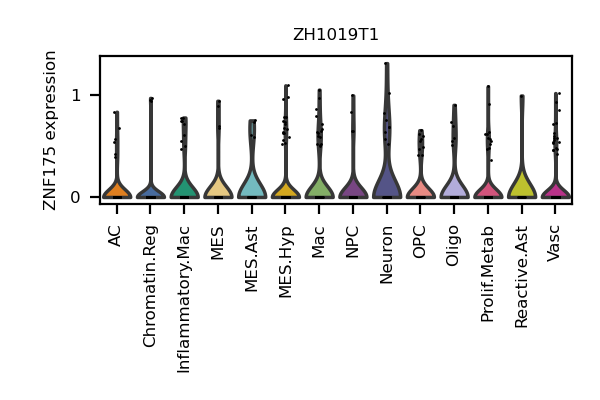 ZH1019T1
ZNF175 expression
1
0
AC
Chromatin.Reg
Inflammatory.Mac
MES
MES.Ast
MES.Hyp
Mac
NPC
Neuron
OPC
Oligo
Prolif.Metab
Reactive.Ast
Vasc